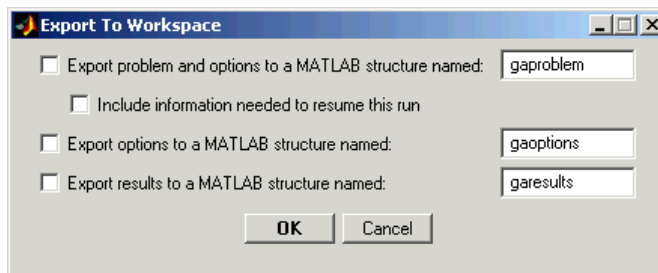 Export To Workspace
Export problem and options to a MATLAB structure named: gaproblem
Include information needed to resume this run
Export options to a MATLAB structure named: gaoptions
Export results to a MATLAB structure named: garesults
OK Cancel